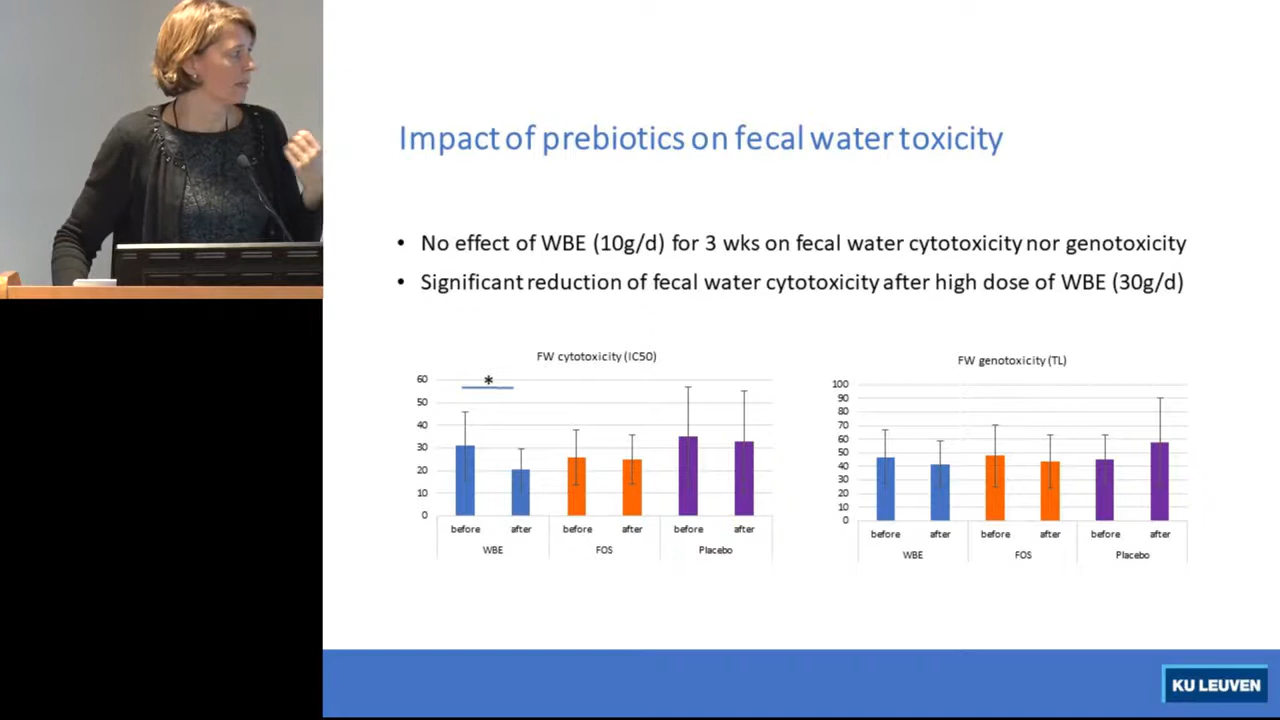 Impact of prebiotics on fecal water toxicity
• No effect of WBE (10g/d) for 3 wks on fecal water cytotoxicity nor genotoxicity
• Significant reduction of fecal water cytotoxicity after high dose of WBE (30g/d)
FW cytotoxicity (IC50)
60
50
40
30
20
10
0
*
before after before after before after
WBE FOS Placebo
FW genotoxicity (TL)
100
90
80
70
60
50
40
30
20
10
0
before after before after before after
WBE FOS Placebo
KU LEUVEN